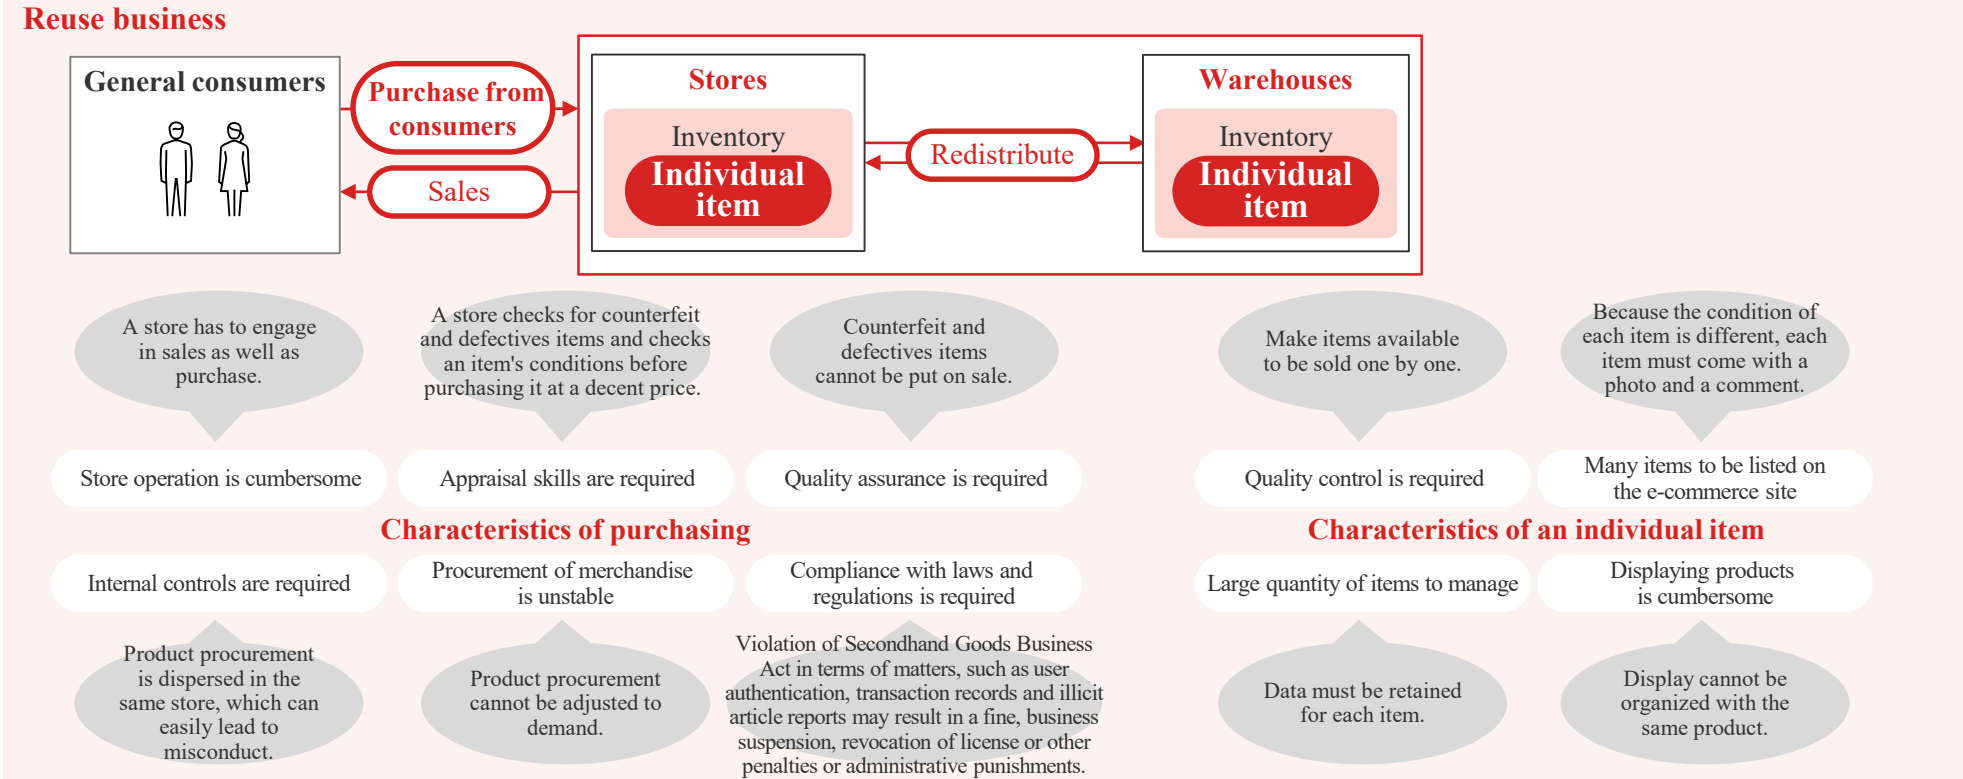 Reuse business
General consumers
Purchase from
consumers
Sales
Stores
Inventory
Individual
item
Redistribute
Warehouses
Inventory
Individual
item
A store has to engage
in sales as well as
purchase.
A store checks for counterfeit
and defectives items and checks
an item's conditions before
purchasing it at a decent price.
Counterfeit and
defectives items
cannot be put on sale.
Make items available
to be sold one by one.
Because the condition of
each item is different, each
item must come with a
photo and a comment.
Store operation is cumbersome
Appraisal skills are required
Quality assurance is required
Quality control is required
Many items to be listed on
the e-commerce site
Characteristics of purchasing
Characteristics of an individual item
Internal controls are required
Procurement of merchandise
is unstable
Compliance with laws and
regulations is required
Large quantity of items to manage
Displaying products
is cumbersome
Product procurement
is dispersed in the
same store, which can
easily lead to
misconduct.
Product procurement
cannot be adjusted to
demand.
Violation of Secondhand Goods Business
Act in terms of matters, such as user
authentication, transaction records and illicit
article reports may result in a fine, business
suspension, revocation of license or other
penalties or administrative punishments.
Data must be retained
for each item.
Display cannot be
organized with the
same product.